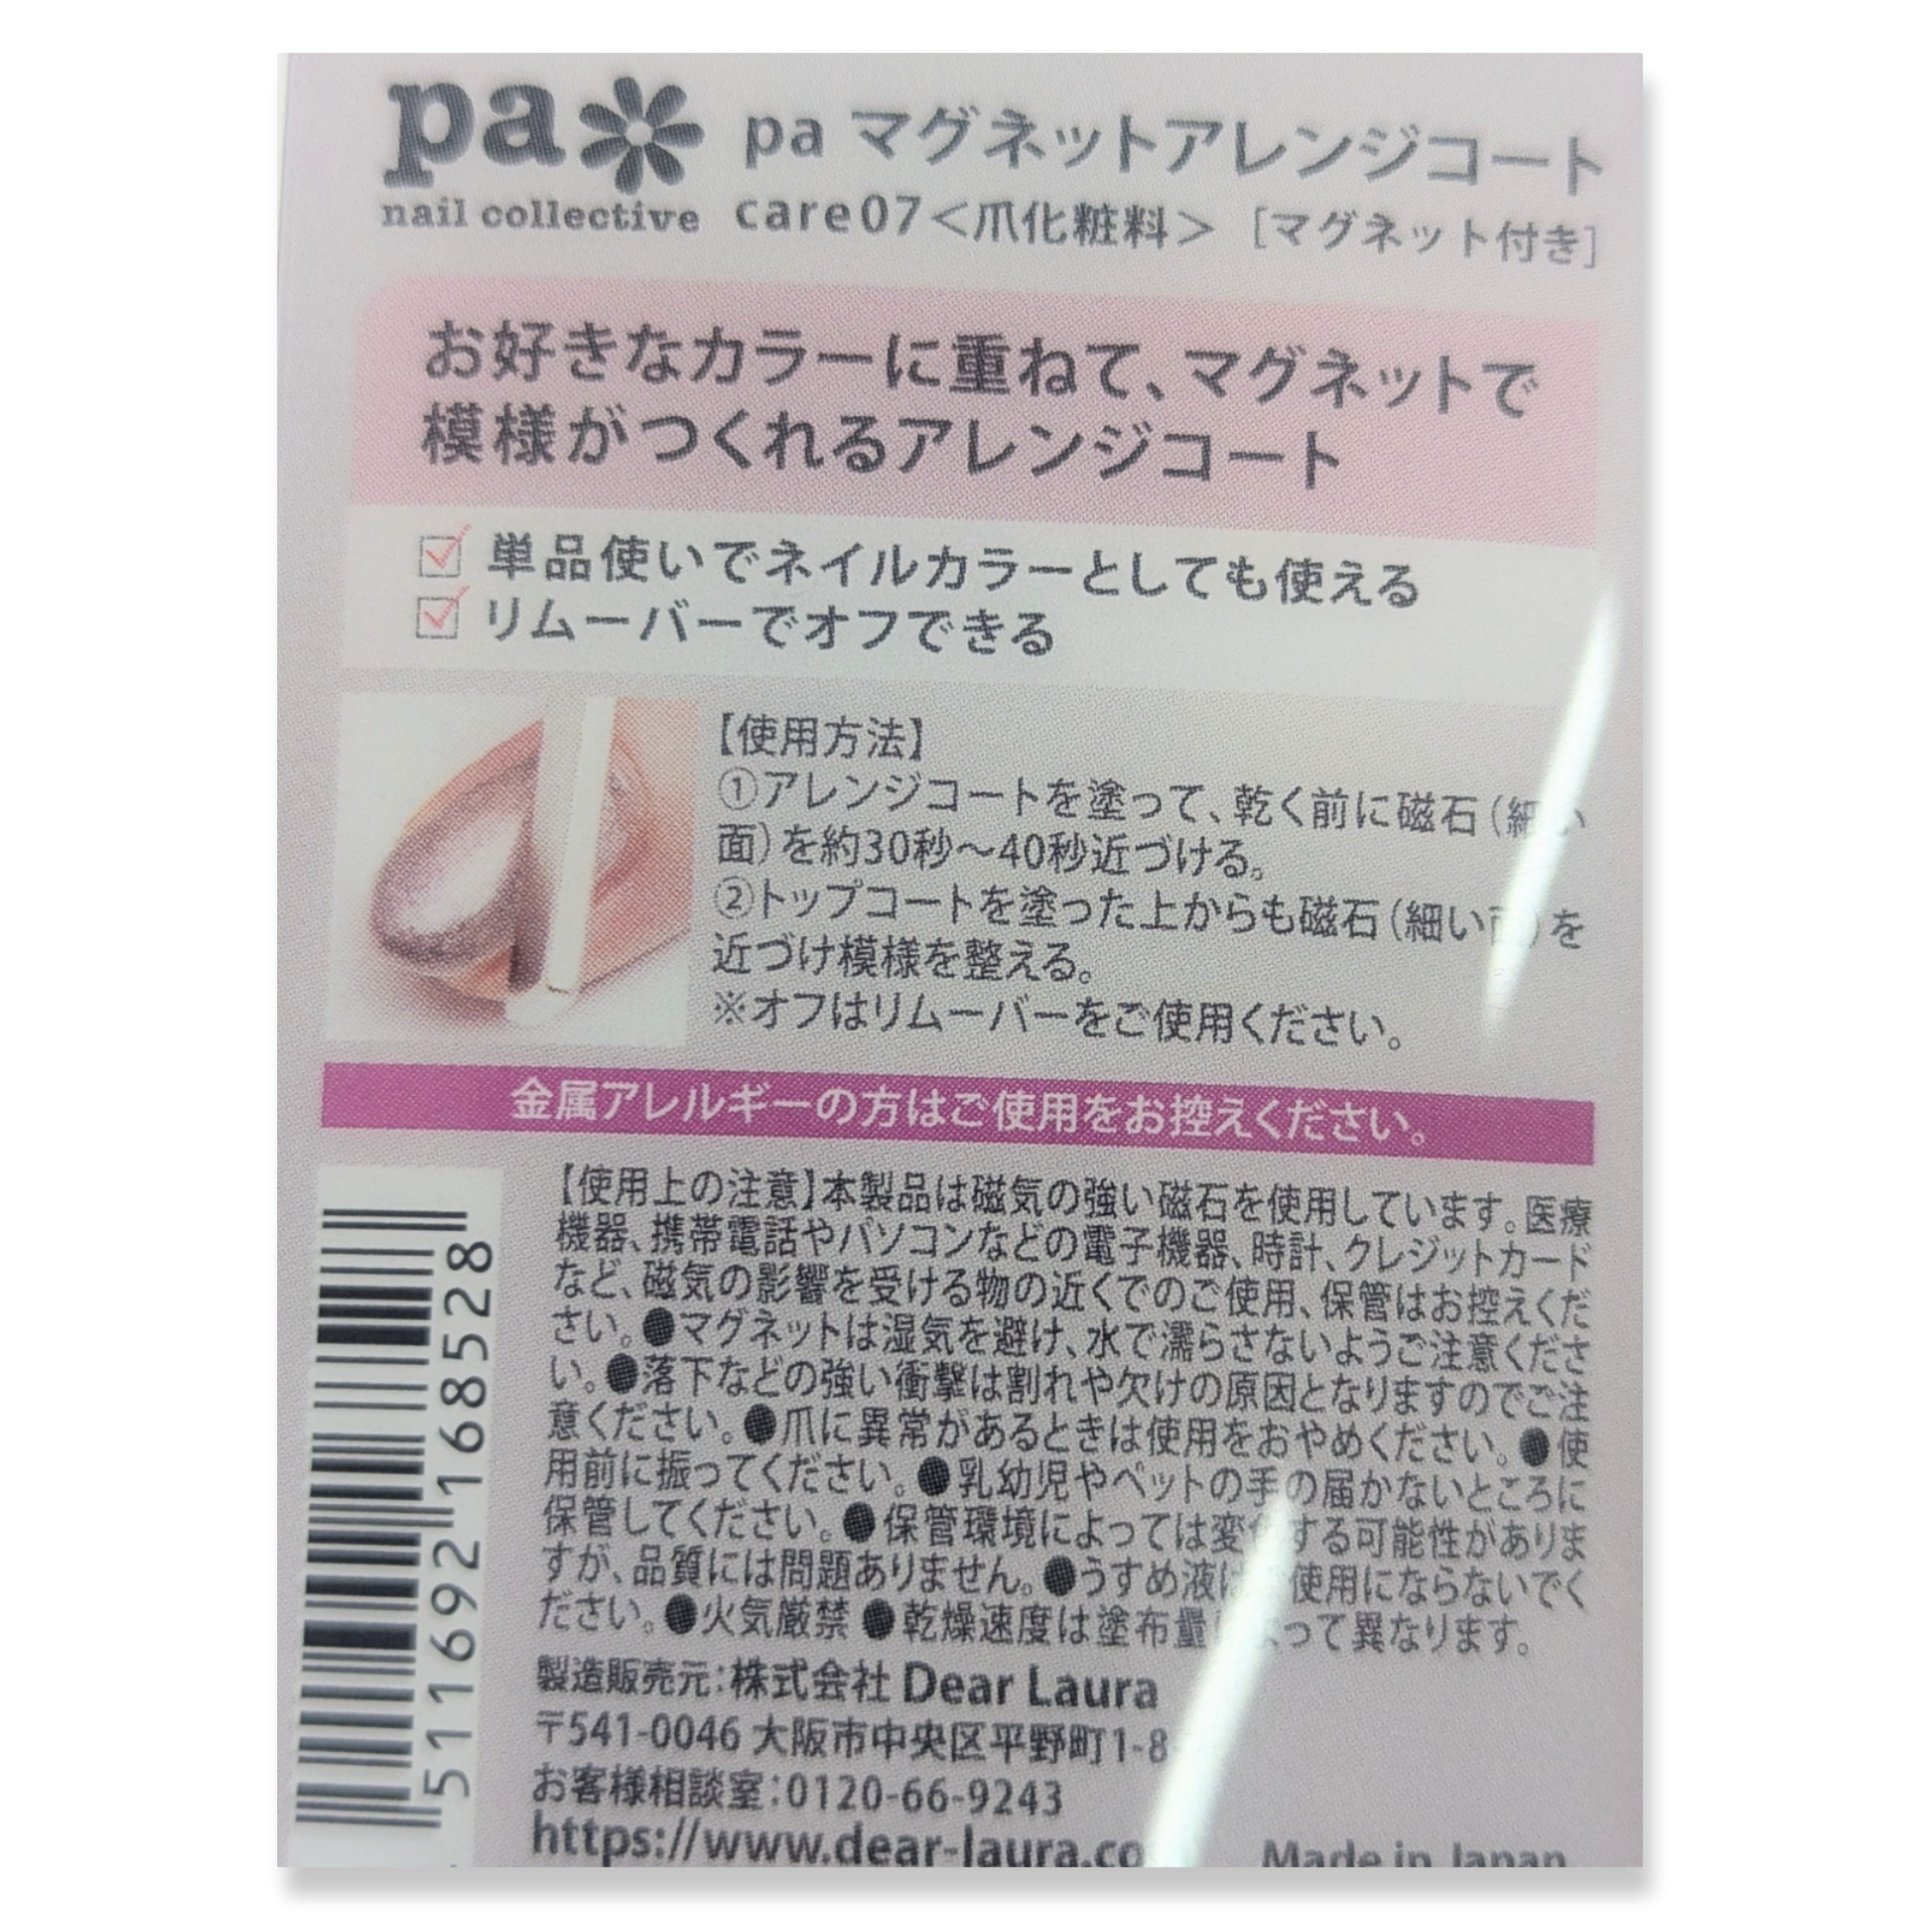 pa
nail collective
pa マグネットアレンジコート
care07＜爪化粧料＞ [マグネット付き]
お好きなカラーに重ねて、マグネットで
模様がつくれるアレンジコート
単品使いでネイルカラーとしても使える
リムーバーでオフできる
【使用方法】
①アレンジコートを塗って、乾く前に磁石（細い
面）を約30秒～40秒近づける。
②トップコートを塗った上からも磁石（細い面）を
近づけ模様を整える。
※オフはリムーバーをご使用ください。
金属アレルギーの方はご使用をお控えください。
【使用上の注意】本製品は磁気の強い磁石を使用しています。医療
機器、携帯電話やパソコンなどの電子機器、時計、クレジットカード
など、磁気の影響を受ける物の近くでのご使用、保管はお控えくだ
さい。●マグネットは湿気を避け、水で濡らさないようご注意くださ
い。●落下などの強い衝撃は割れや欠けの原因となりますのでご注
意ください。●爪に異常があるときは使用をおやめください。●使
用前に振ってください。●乳幼児やペットの手の届かないところに
保管してください。●保管環境によっては変化する可能性がありま
すが、品質には問題ありません。●うすめ液は 使用にならないでく
ださい。●火気厳禁 ●乾燥速度は塗布量によって異なります。
製造販売元：株式会社 Dear Laura
〒541-0046 大阪市中央区平野町1-8
お客様相談室：0120-66-9243
https://www.dear-laura.co
Made in Japan
511692 168528